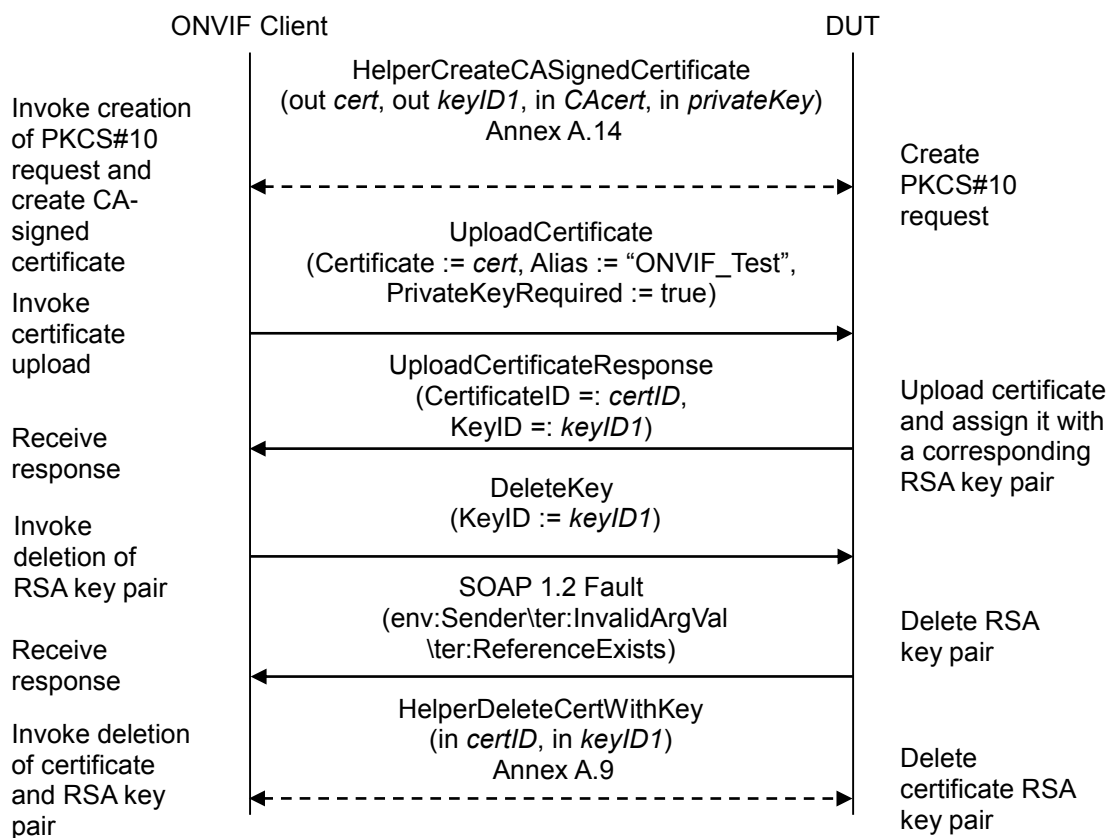 ONVIF Client
DUT
HelperCreateCASignedCertificate
(out cert, out keyID1, in CAcert, in privateKey)
Annex A.14
Invoke creation
of PKCS#10
request and
create CA-
signed
certificate
Create
PKCS#10
request
UploadCertificate
(Certificate := cert, Alias := “ONVIF_Test”,
PrivateKeyRequired := true)
Invoke
certificate
upload
UploadCertificateResponse
(CertificateID =: certID,
KeyID =: keyID1)
Upload certificate
and assign it with
a corresponding
RSA key pair
Receive
response
DeleteKey
(KeyID := keyID1)
Invoke
deletion of
RSA key pair
SOAP 1.2 Fault
(env:Sender\ter:InvalidArgVal
\ter:ReferenceExists)
Delete RSA
key pair
Receive
response
HelperDeleteCertWithKey
(in certID, in keyID1)
Annex A.9
Invoke deletion
of certificate
and RSA key
pair
Delete
certificate RSA
key pair